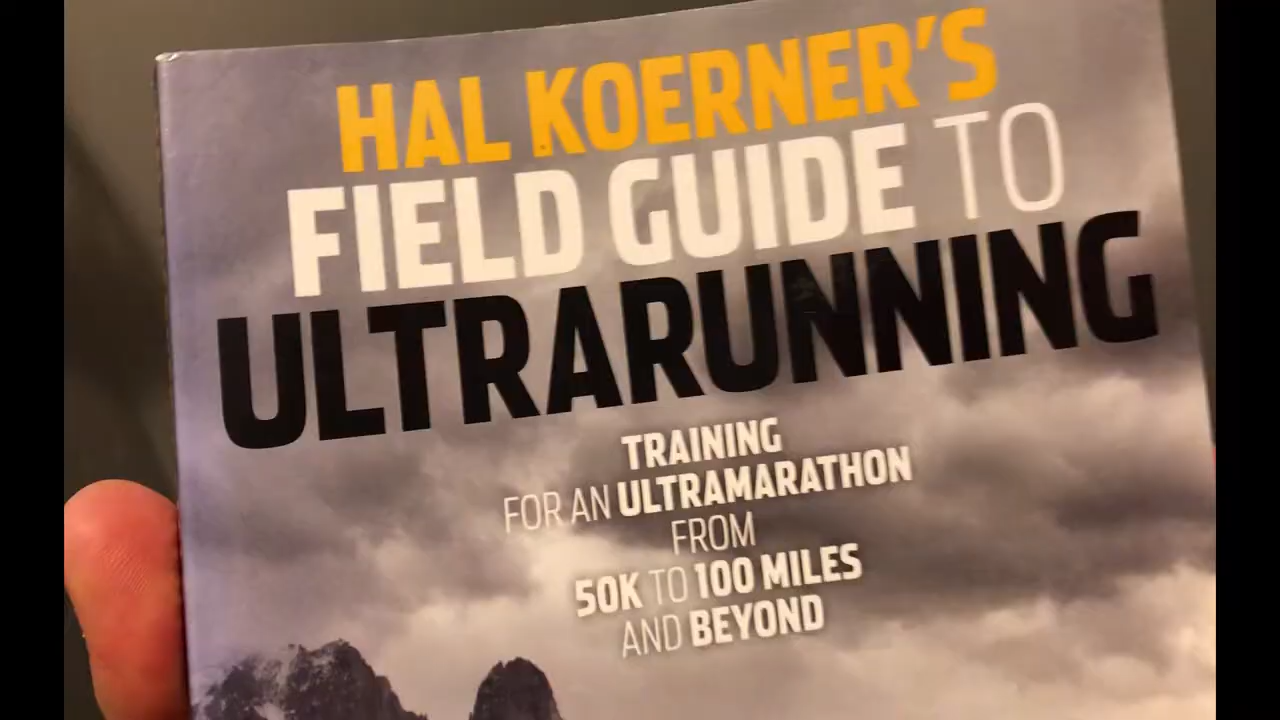 HAL KOERNER'S
FIELD GUIDE TO
ULTRARUNNING
TRAINING
FOR AN ULTRAMARATHON
FROM
50K TO 100 MILES
AND BEYOND